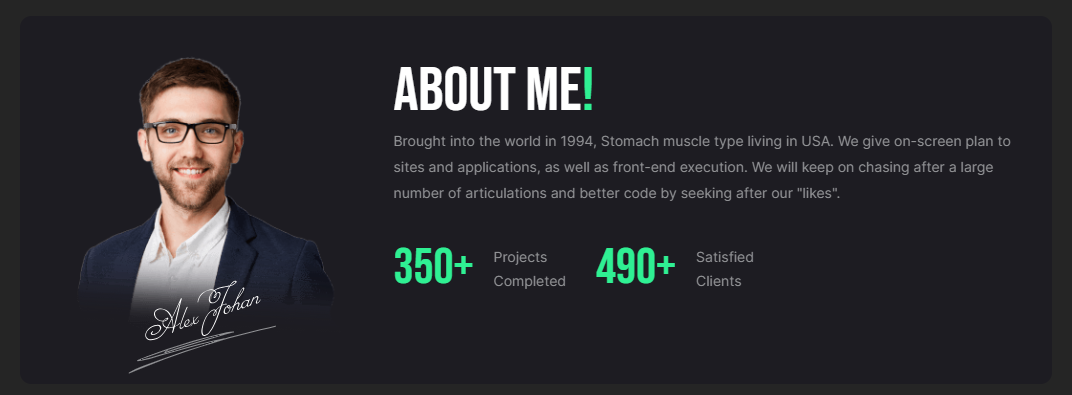 ABOUT ME!
Brought into the world in 1994, Stomach muscle type living in USA. We give on-screen plan to
sites and applications, as well as front-end execution. We will keep on chasing after a large
number of articulations and better code by seeking after our "likes".
350+ Projects
Completed
490+ Satisfied
Clients
Alex Johan